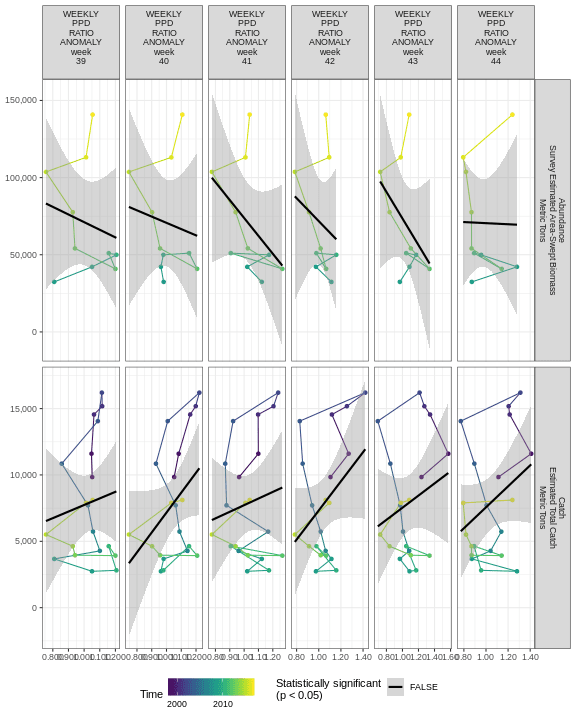 WEEKLY
PPD
RATIO
ANOMALY
week
39
WEEKLY
PPD
RATIO
ANOMALY
week
40
WEEKLY
PPD
RATIO
ANOMALY
week
41
WEEKLY
PPD
RATIO
ANOMALY
week
42
WEEKLY
PPD
RATIO
ANOMALY
week
43
WEEKLY
PPD
RATIO
ANOMALY
week
44
150,000
100,000
50,000
0
Abundance
Survey Estimated Area-Swept Biomass
Metric Tons
15,000
10,000
5,000
0
Catch
Estimated Total Catch
Metric Tons
0.80 0.90 1.00 1.10 1.20
0.80 0.90 1.00 1.10 1.20
0.80 0.90 1.00 1.10 1.20
0.80 1.00 1.20 1.40
0.80 1.00 1.20 1.40 1.60
0.80 1.00 1.20 1.40
Time
2000 2010
Statistically significant
(p < 0.05)
FALSE